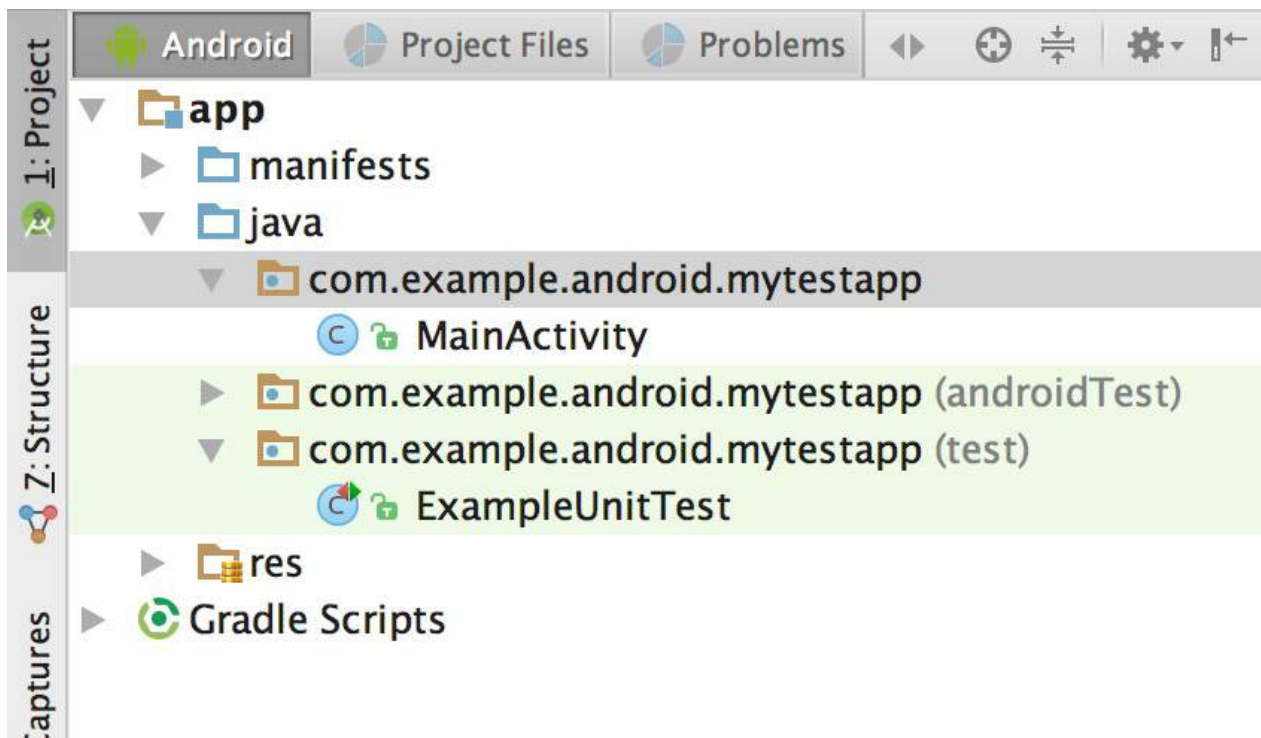 Android Project Files Problems
1: Project
app
manifests
java
com.example.android.mytestapp
MainActivity
com.example.android.mytestapp (androidTest)
com.example.android.mytestapp (test)
ExampleUnitTest
res
Gradle Scripts
Z: Structure
Captures